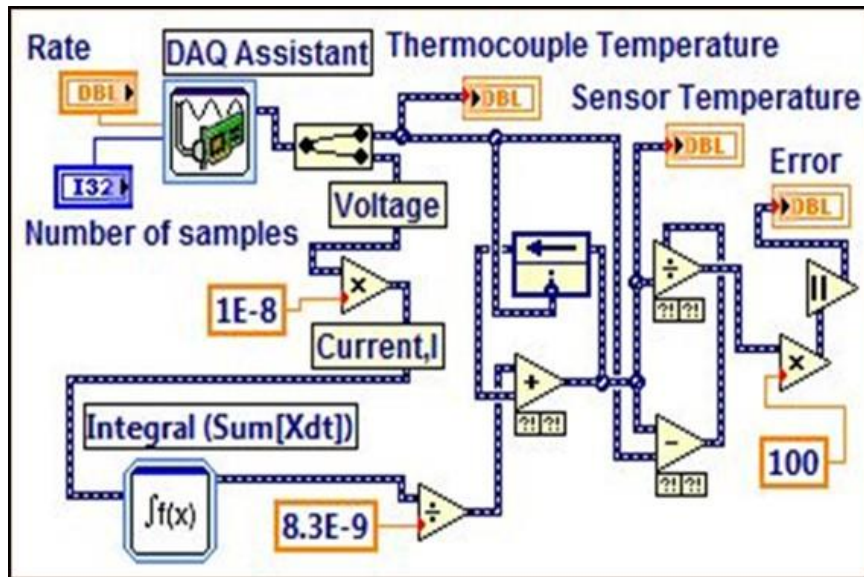 Rate
DAQ Assistant
Thermocouple Temperature
DBL
DBL
Sensor Temperature
DBL
I32
Error
DBL
Number of samples
Voltage
÷
?! ?!
||
×
1E-8
Current,I
+
?! ?!
×
Integral (Sum[Xdt])
−
?! ?!
100
∫f(x)
÷
8.3E-9